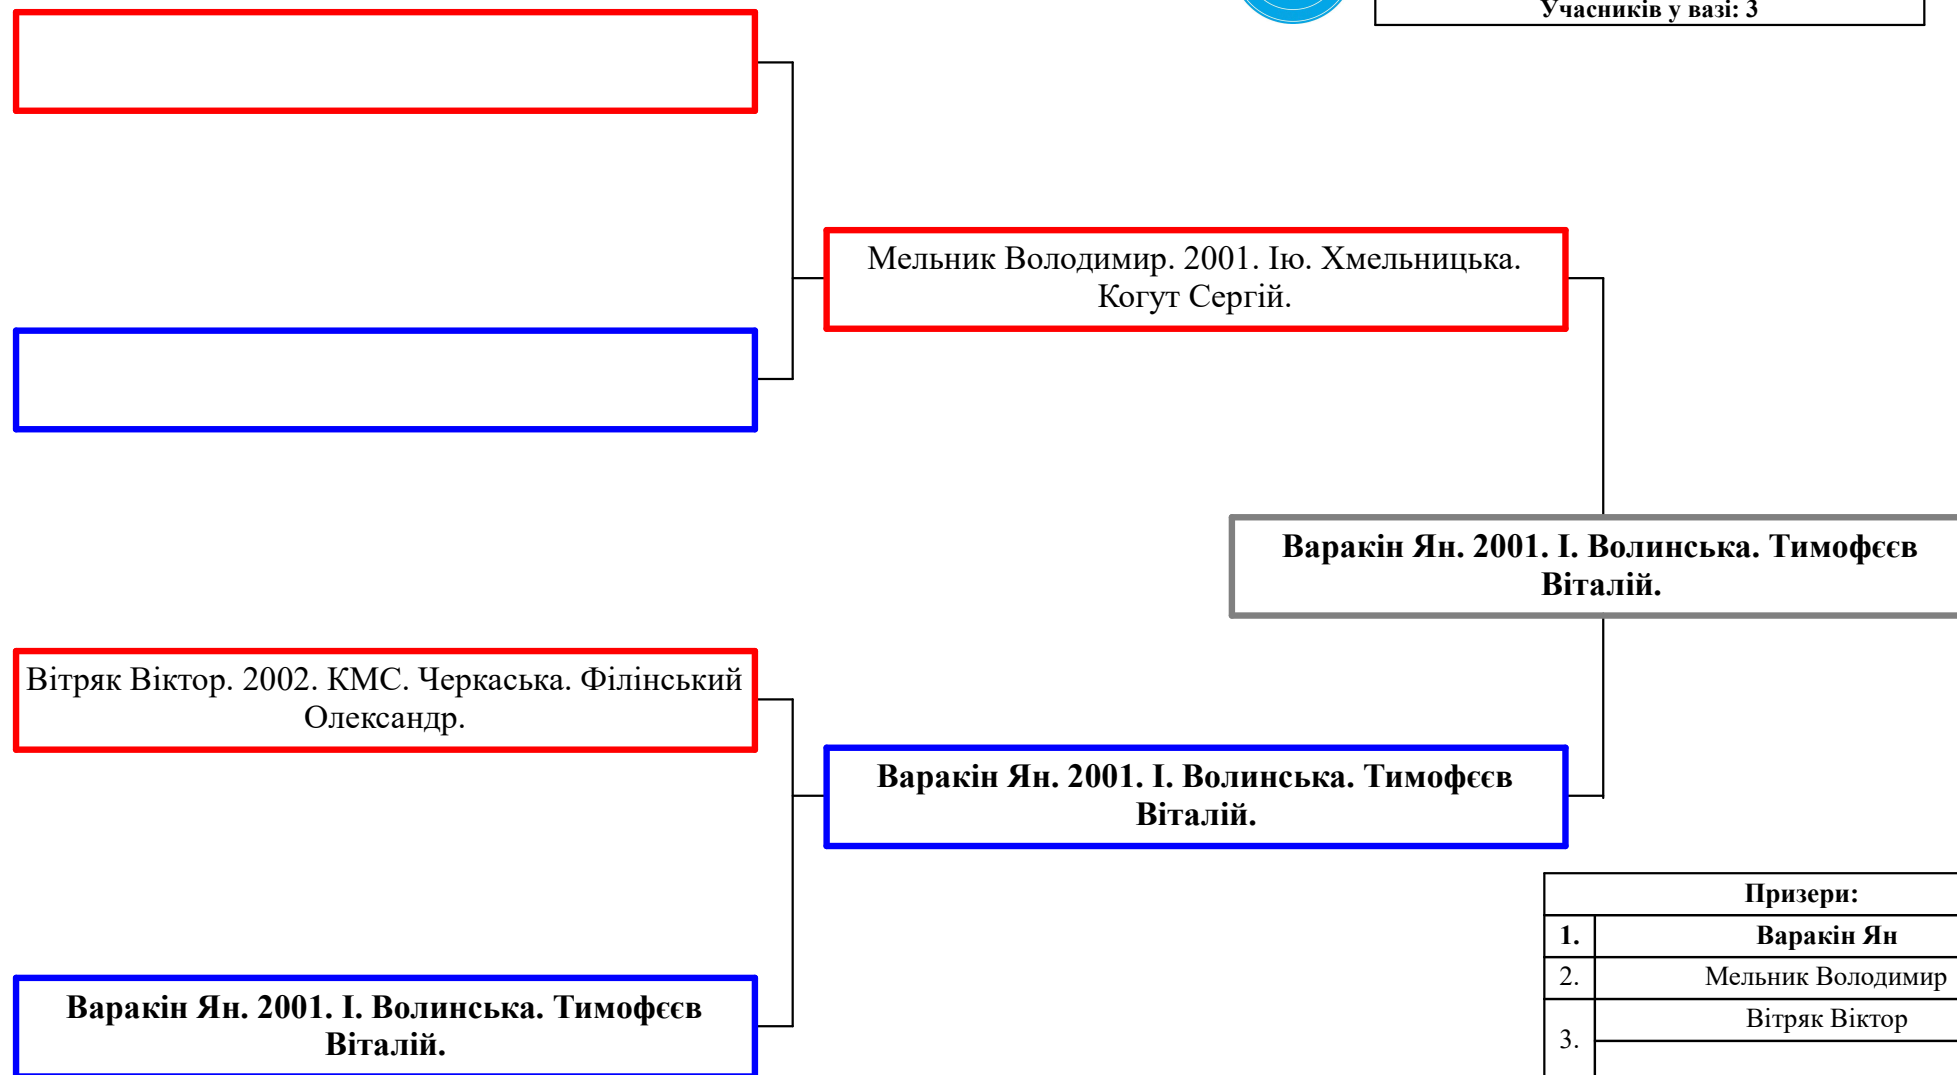 Учасників у вазі: 3
Мельник Володимир. 2001. Ію. Хмельницька.
Когут Сергій.
Варакін Ян. 2001. І. Волинська. Тимофєєв
Віталій.
Вітряк Віктор. 2002. КМС. Черкаська. Філінський
Олександр.
Варакін Ян. 2001. І. Волинська. Тимофєєв
Віталій.
Варакін Ян. 2001. І. Волинська. Тимофєєв
Віталій.
Призери:
1. Варакін Ян
2. Мельник Володимир
3. Вітряк Віктор